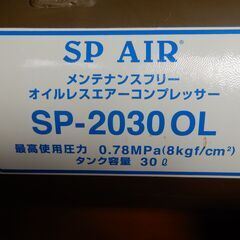 SP AIR®
メンテナンスフリー
オイルレスエアーコンプレッサー
SP-2030OL
最高使用圧力 0.78MPa(8kgf/cm²)
タンク容量 30ℓ